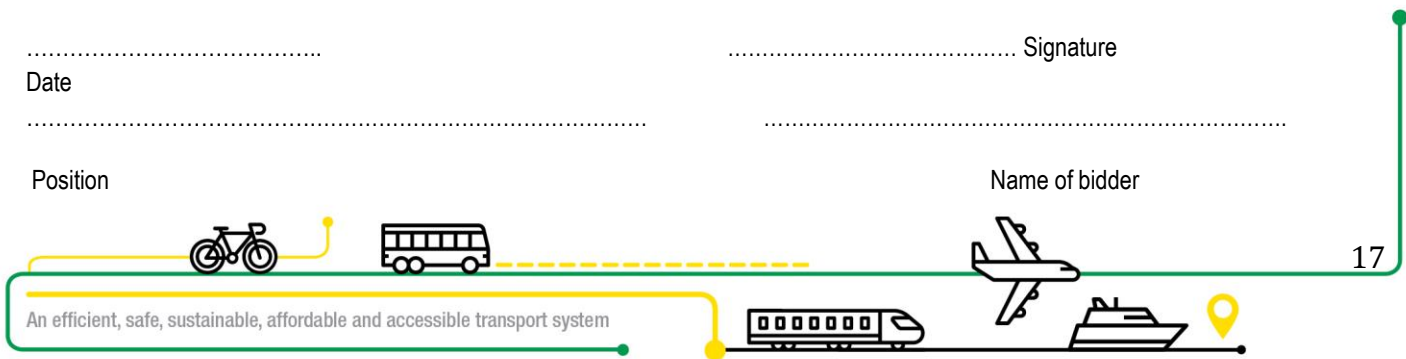 ………………………………….. ………………………………… Signature
Date
………………………………………………………………………… …………………………………………………………….
Position Name of bidder
17
An efficient, safe, sustainable, affordable and accessible transport system